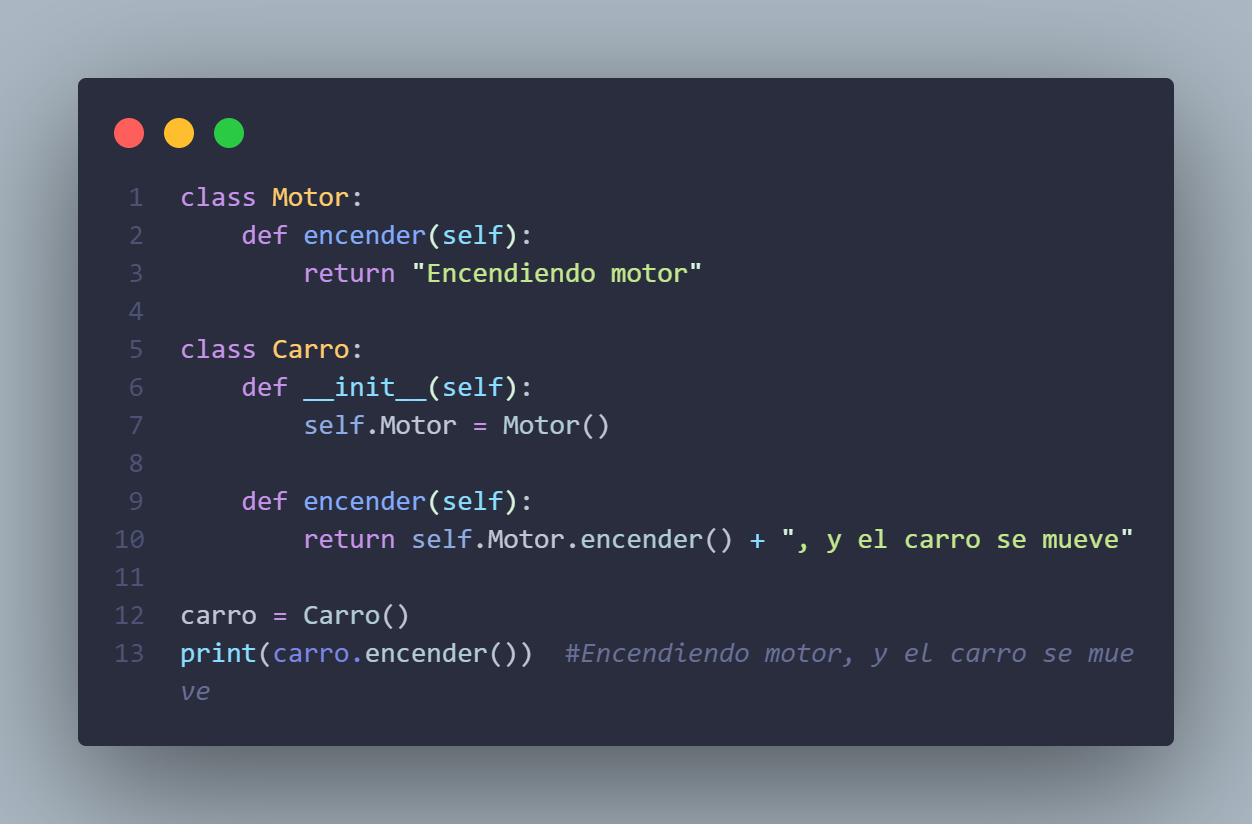 1 class Motor:
2     def encender(self):
3         return "Encendiendo motor"
4
5 class Carro:
6     def __init__(self):
7         self.Motor = Motor()
8
9     def encender(self):
10         return self.Motor.encender() + ", y el carro se mueve"
11
12 carro = Carro()
13 print(carro.encender())  #Encendiendo motor, y el carro se mue
ve